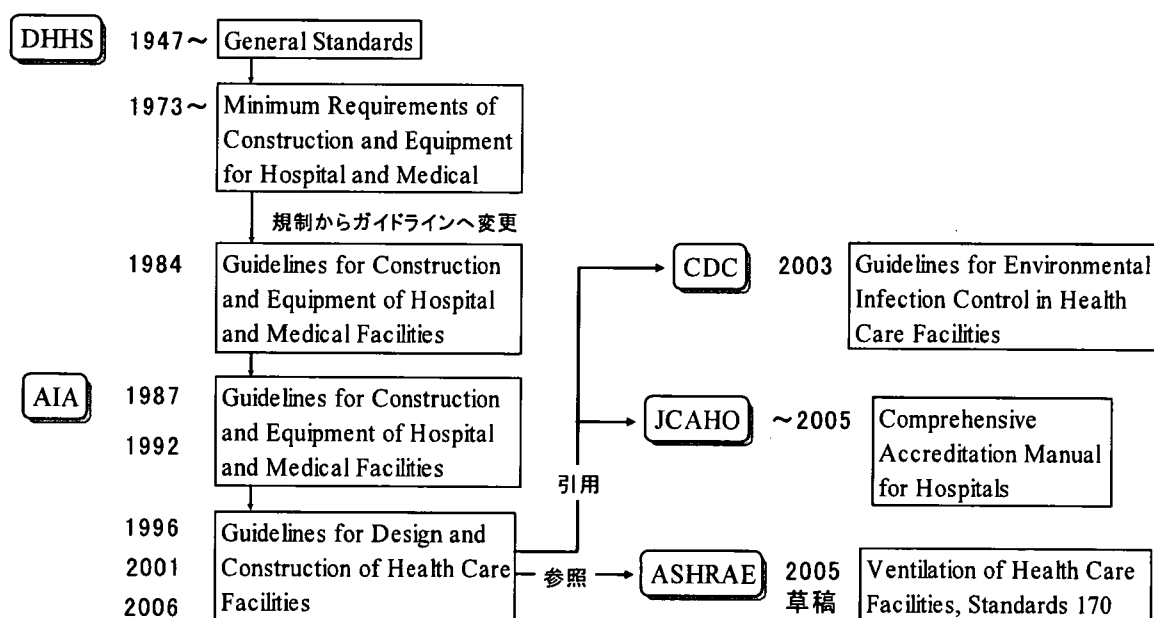 DHHS 1947～ General Standards
1973～ Minimum Requirements of
Construction and Equipment
for Hospital and Medical
規制からガイドラインへ変更
1984 Guidelines for Construction
and Equipment of Hospital
and Medical Facilities
AIA 1987 Guidelines for Construction
1992 and Equipment of Hospital
and Medical Facilities
1996 Guidelines for Design and
2001 Construction of Health Care
2006 Facilities
引用
CDC 2003 Guidelines for Environmental
Infection Control in Health
Care Facilities
JCAHO ～2005 Comprehensive
Accreditation Manual
for Hospitals
参照
ASHRAE 2005 Ventilation of Health Care
草稿 Facilities, Standards 170